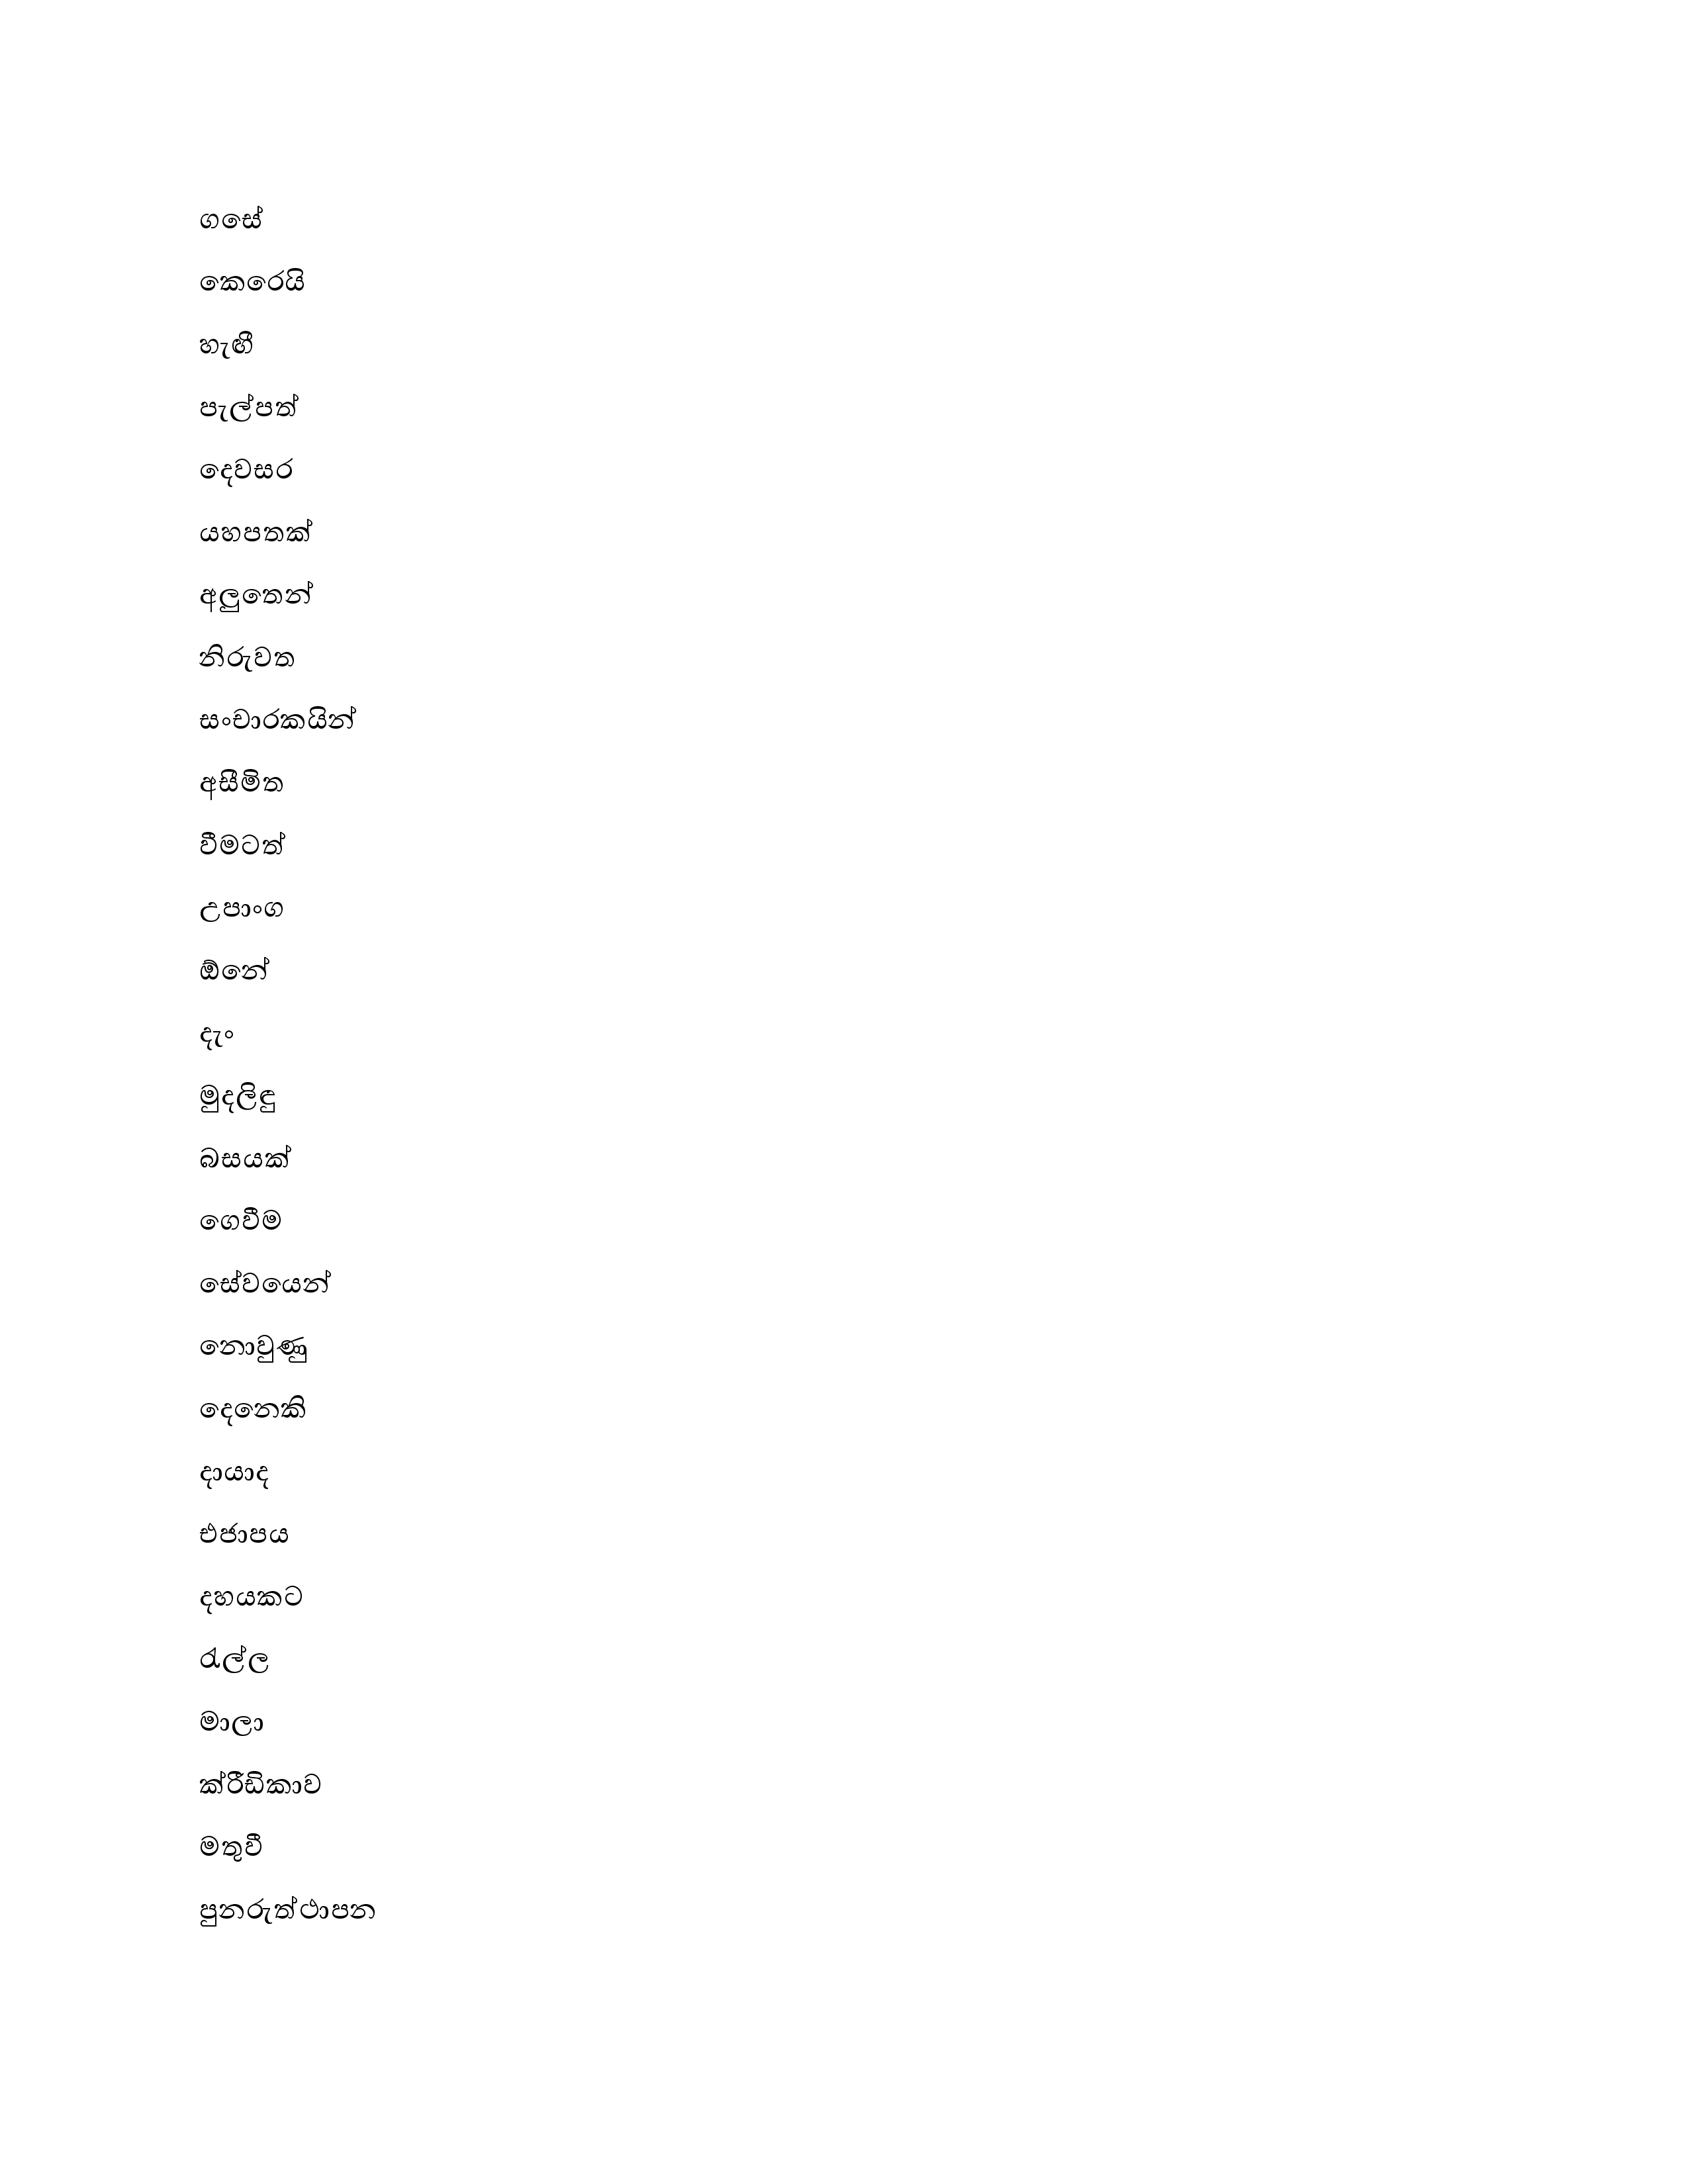 ගසේ
කෙරෙයි
හැඟී
පැල්පත්
දෙවසර
යහපතක්
අලුතෙන්
නිරුවත
සංචාරකයින්
අසීමිත
වීමටත්
උපාංග
ඕනේ
දැං
මුදලිඳු
බසයක්
ගෙවීම
සේවයෙන්
නොවුණු
දෙනෙකි
දායාද
එජාපය
දහයකට
රැල්ල
මාලා
ක්රීඩිකාව
මතුවී
පුනරුත්ථාපන